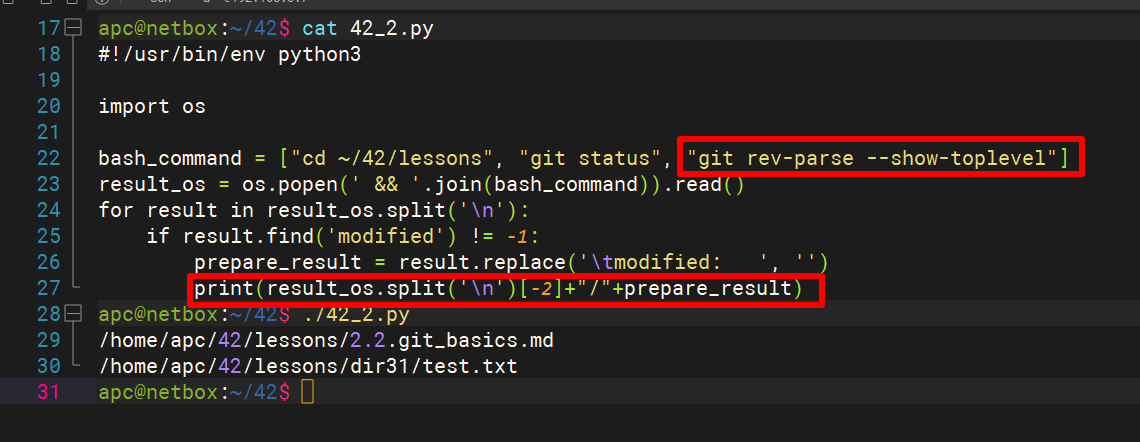 17 apc@netbox:~/42$ cat 42_2.py
18 #!/usr/bin/env python3
19
20 import os
21
22 bash_command = ["cd ~/42/lessons", "git status", "git rev-parse --show-toplevel"]
23 result_os = os.popen(' && '.join(bash_command)).read()
24 for result in result_os.split('\n'):
25     if result.find('modified') != -1:
26         prepare_result = result.replace('\tmodified:   ', '')
27         print(result_os.split('\n')[-2]+"/"+prepare_result)
28 apc@netbox:~/42$ ./42_2.py
29 /home/apc/42/lessons/2.2.git_basics.md
30 /home/apc/42/lessons/dir31/test.txt
31 apc@netbox:~/42$